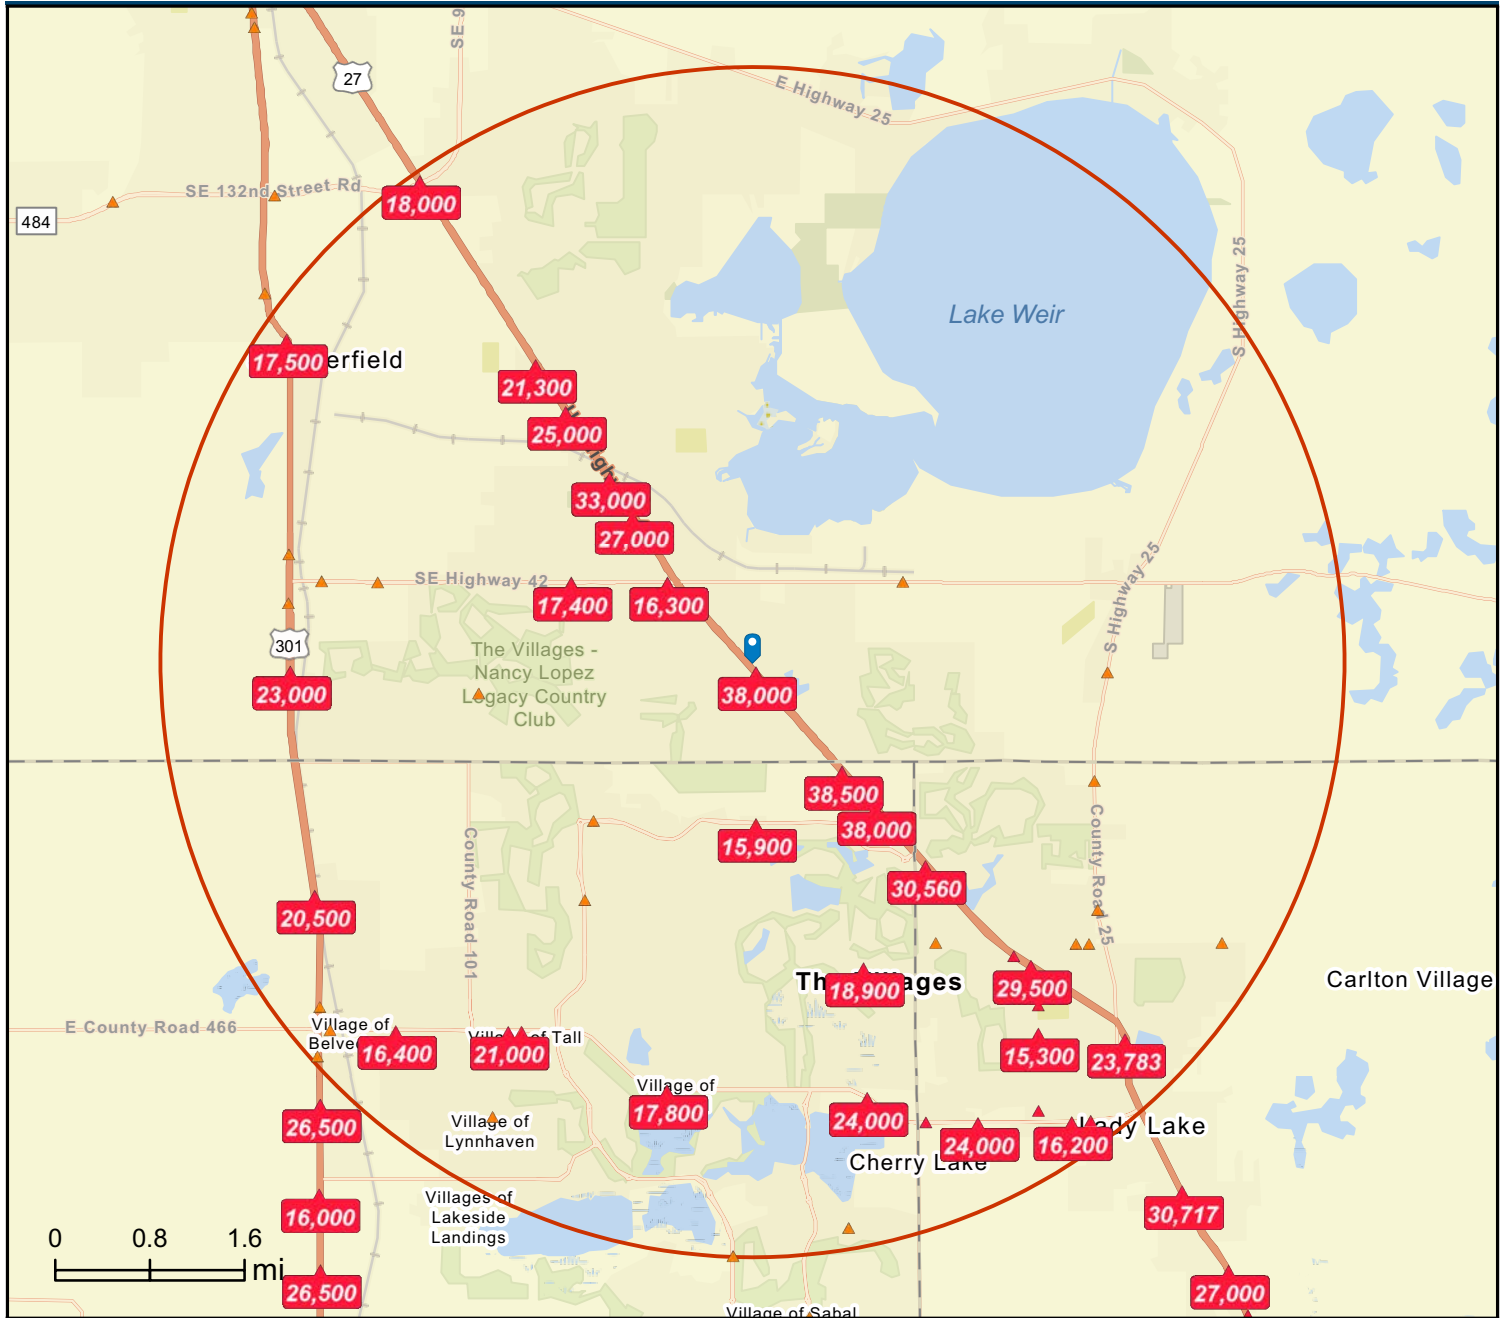 SE 9
27
E Highway 25
SE 132nd Street Rd
18,000
484
S Highway 25
Lake Weir
17,500
erfield
21,300
25,000
33,000
27,000
SE Highway 42
17,400
16,300
S Highway 25
301
The Villages -
Nancy Lopez
Legacy Country
Club
23,000
38,000
38,500
38,000
15,900
County Road 101
County Road 25
30,560
20,500
The Villages
18,900
29,500
Carlton Village
E County Road 466
Village of
16,400
Village of Tall
21,000
15,300
23,783
Village of
17,800
26,500
Village of
Lynnhaven
24,000
24,000
16,200
Lady Lake
Cherry Lake
Villages of
Lakeside
Landings
16,000
30,717
0 0.8 1.6
mi
26,500
27,000
Village of Sabal